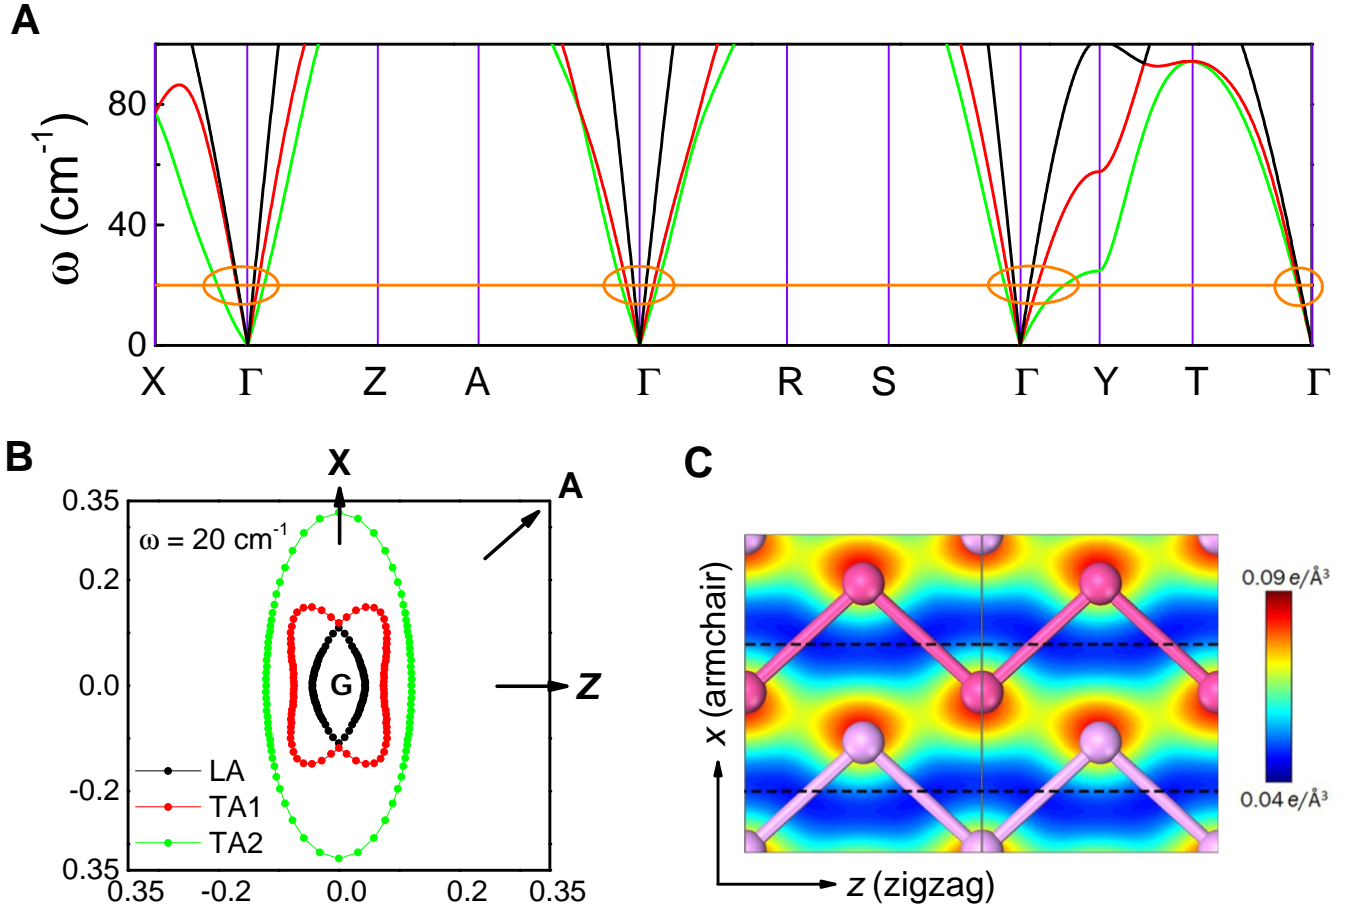 A
80
40
0
ω (cm⁻¹)
X Γ Z A Γ R S Γ Y T Γ
B
X
A
0.35
ω = 20 cm⁻¹
0.2
0.0
G
Z
-0.2
LA
TA1
TA2
0.35
0.35 -0.2 0.0 0.2 0.35
C
x (armchair)
z (zigzag)
0.09 e/Å³
0.04 e/Å³